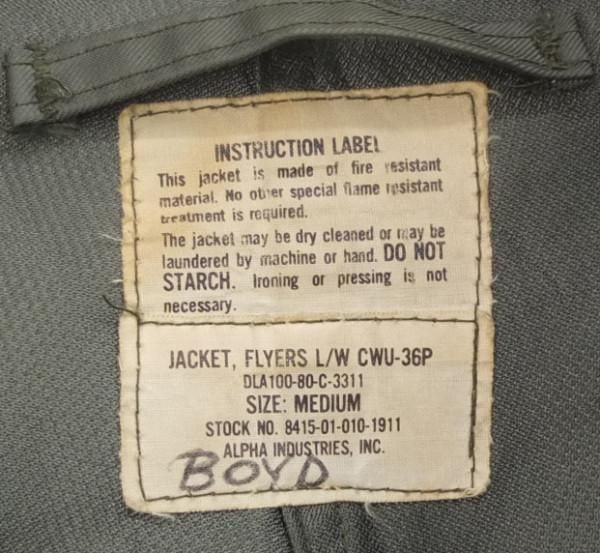 INSTRUCTION LABEL
This jacket is made of fire resistant
material. No other special flame resistant
treatment is required.
The jacket may be dry cleaned or may be
laundered by machine or hand. DO NOT
STARCH. Ironing or pressing is not
necessary.
JACKET, FLYERS L/W CWU-36P
DLA100-80-C-3311
SIZE: MEDIUM
STOCK NO. 8415-01-010-1911
ALPHA INDUSTRIES, INC.
BOYD